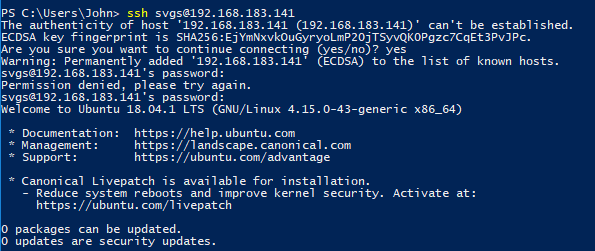 PS C:\Users\John> ssh svgs@192.168.183.141
The authenticity of host '192.168.183.141 (192.168.183.141)' can't be established.
ECDSA key fingerprint is SHA256:EjYmNxvkOuGyryoLmP2OjTSyvQKOPgzc7CqEt3PvJPc.
Are you sure you want to continue connecting (yes/no)? yes
Warning: Permanently added '192.168.183.141' (ECDSA) to the list of known hosts.
svgs@192.168.183.141's password:
Permission denied, please try again.
svgs@192.168.183.141's password:
Welcome to Ubuntu 18.04.1 LTS (GNU/Linux 4.15.0-43-generic x86_64)
* Documentation:  https://help.ubuntu.com
* Management:     https://landscape.canonical.com
* Support:        https://ubuntu.com/advantage
* Canonical Livepatch is available for installation.
- Reduce system reboots and improve kernel security. Activate at:
https://ubuntu.com/livepatch
0 packages can be updated.
0 updates are security updates.